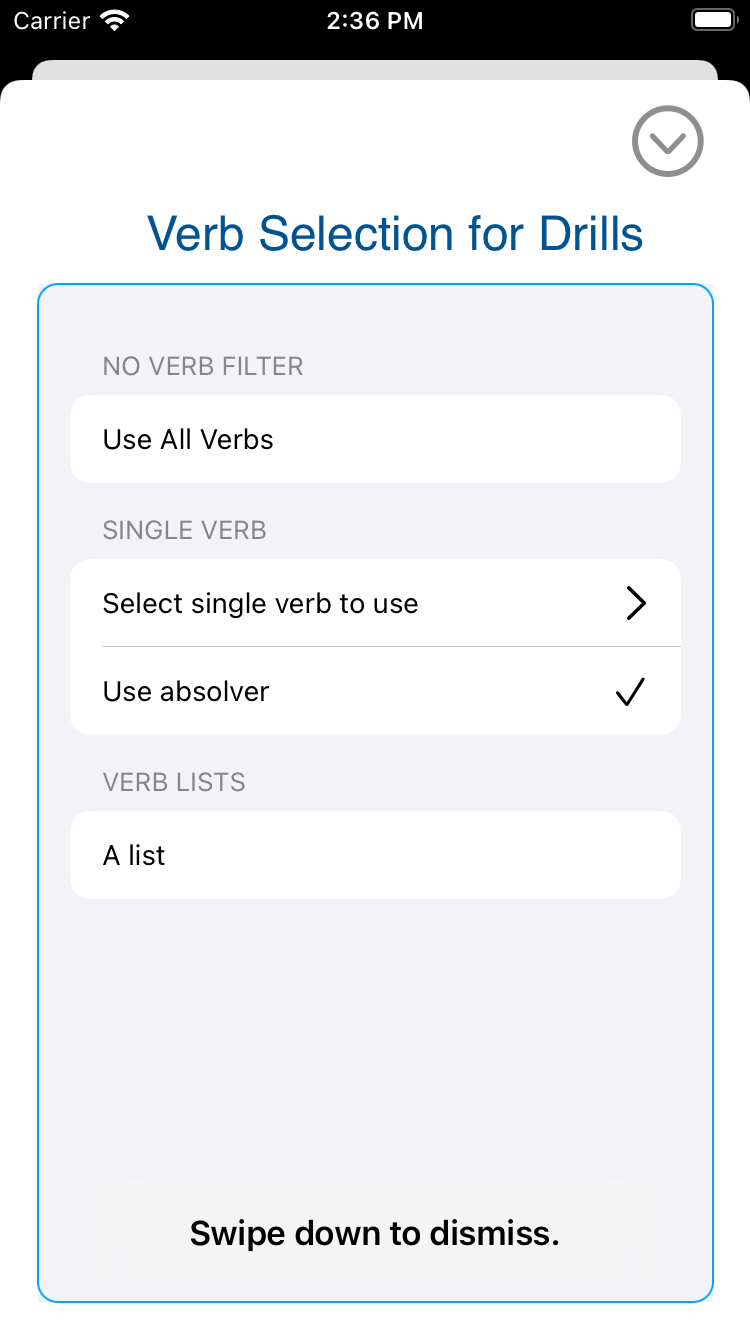 Carrier 2:36 PM
Verb Selection for Drills
NO VERB FILTER
Use All Verbs
SINGLE VERB
Select single verb to use
Use absolver
VERB LISTS
A list
Swipe down to dismiss.